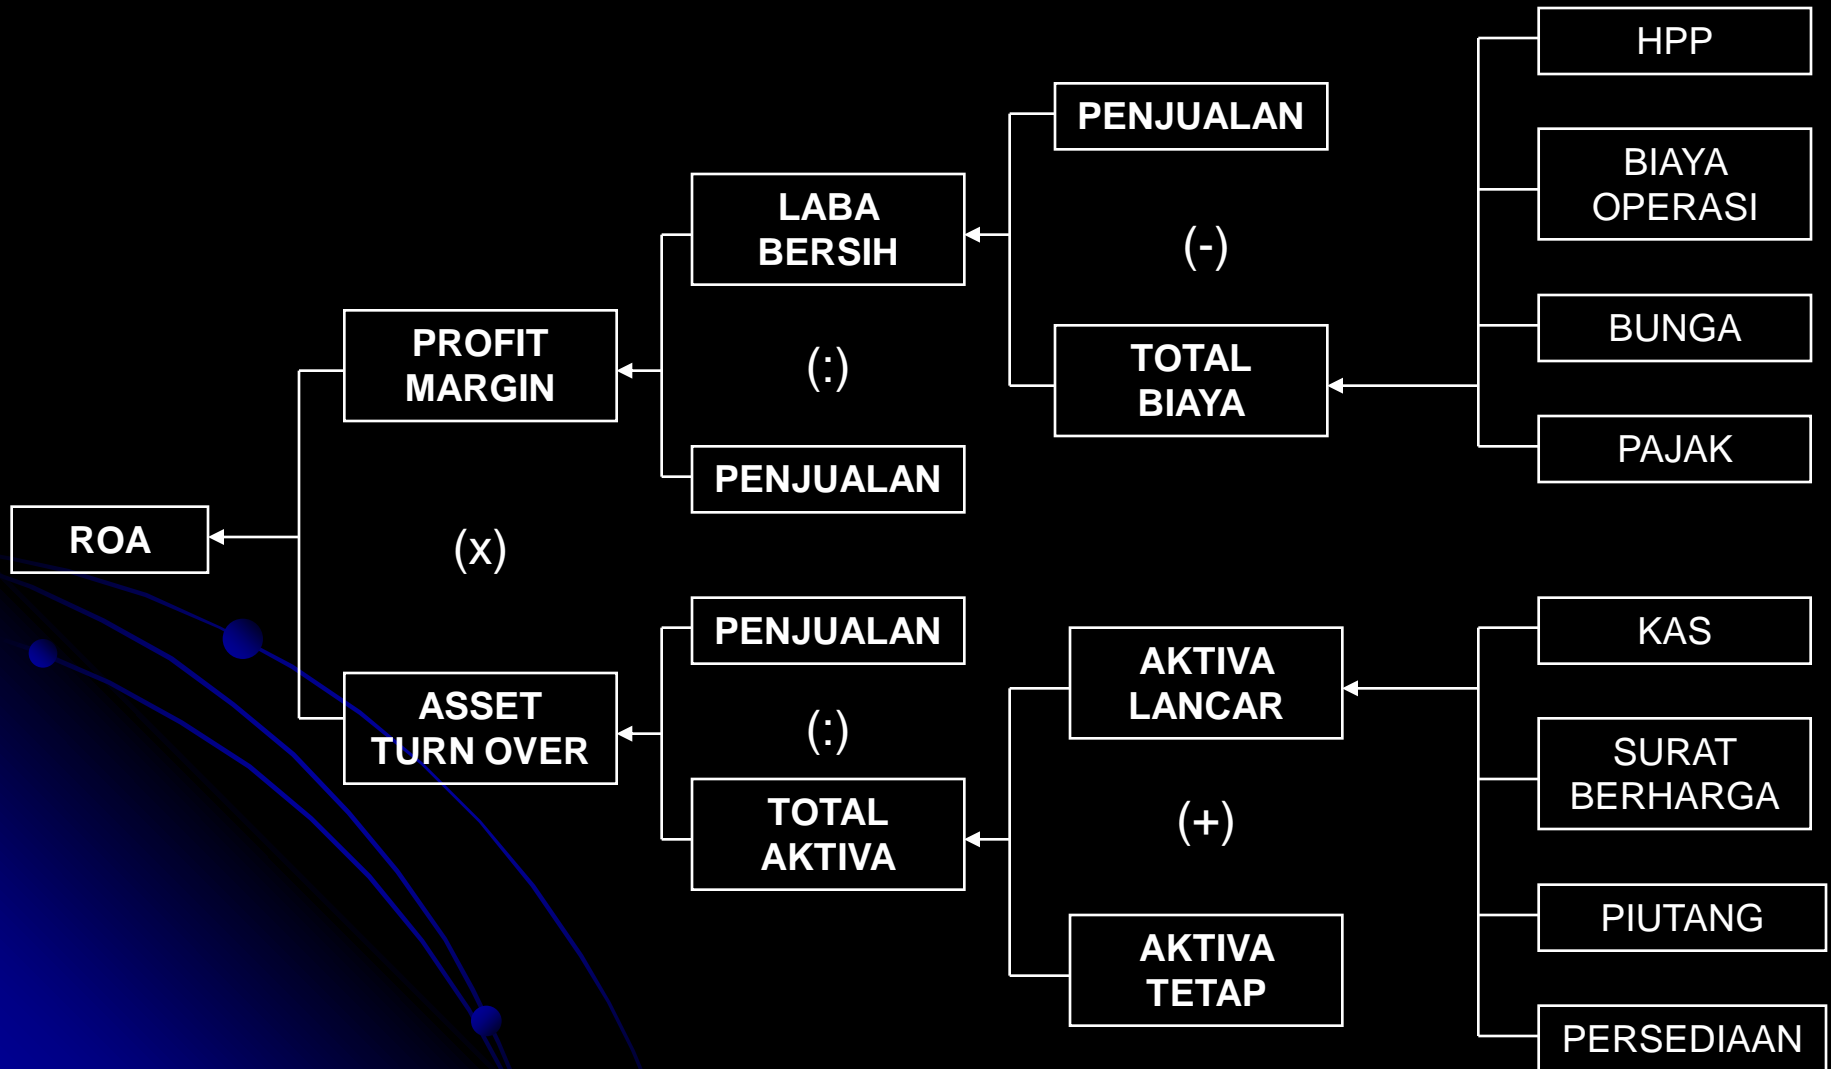 HPP
PENJUALAN
BIAYA
OPERASI
LABA
BERSIH
(-)
PROFIT
MARGIN
(:)
TOTAL
BIAYA
BUNGA
PAJAK
PENJUALAN
ROA
(x)
PENJUALAN
KAS
ASSET
TURN OVER
(:)
AKTIVA
LANCAR
SURAT
BERHARGA
TOTAL
AKTIVA
(+)
PIUTANG
AKTIVA
TETAP
PERSEDIAAN